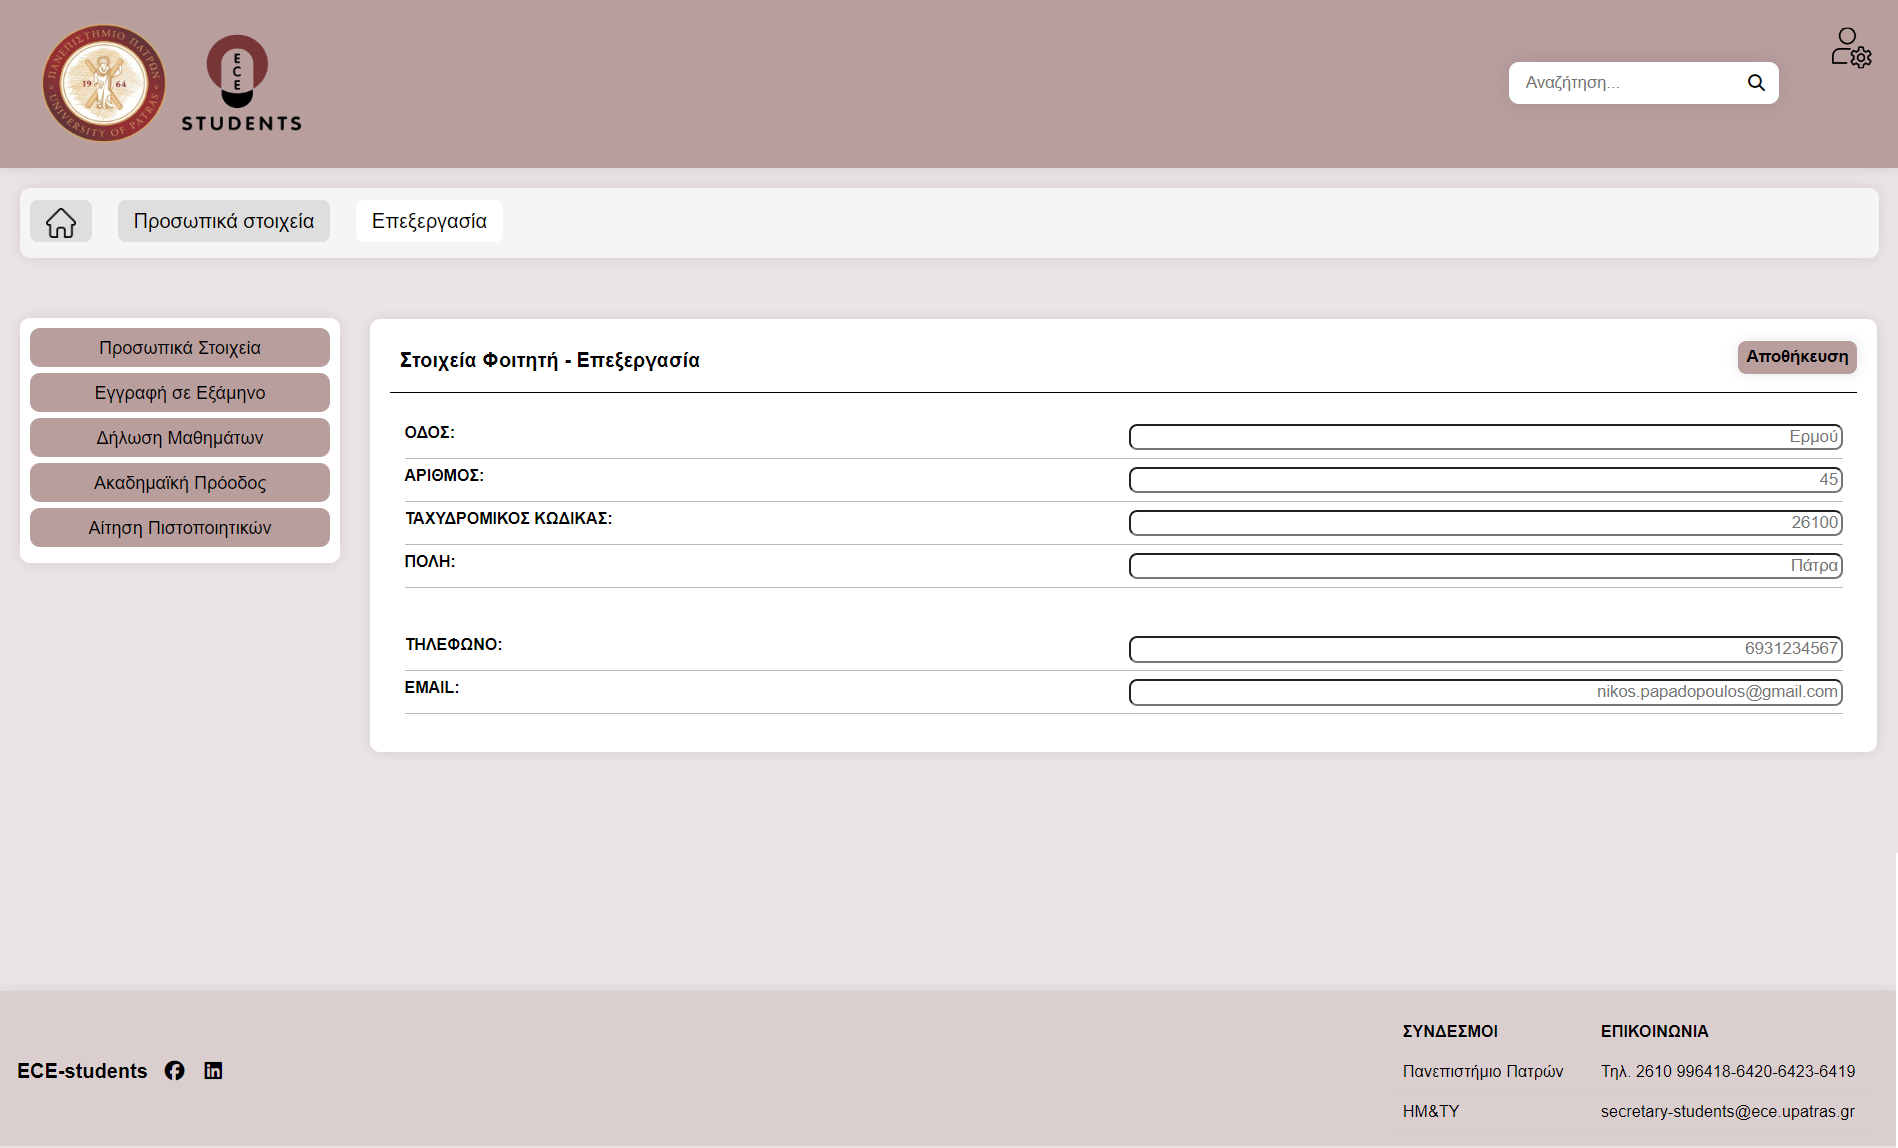 ΠΑΝΕΠΙΣΤΗΜΙΟ ΠΑΤΡΩΝ
19 64
UNIVERSITY OF PATRAS
E
C
E
STUDENTS
Αναζήτηση...
Προσωπικά στοιχεία
Επεξεργασία
Προσωπικά Στοιχεία
Εγγραφή σε Εξάμηνο
Δήλωση Μαθημάτων
Ακαδημαϊκή Πρόοδος
Αίτηση Πιστοποιητικών
Στοιχεία Φοιτητή - Επεξεργασία
Αποθήκευση
ΟΔΟΣ: Ερμού
ΑΡΙΘΜΟΣ: 45
ΤΑΧΥΔΡΟΜΙΚΟΣ ΚΩΔΙΚΑΣ: 26100
ΠΟΛΗ: Πάτρα
ΤΗΛΕΦΩΝΟ: 6931234567
EMAIL: nikos.papadopoulos@gmail.com
ECE-students
ΣΥΝΔΕΣΜΟΙ
Πανεπιστήμιο Πατρών
ΗΜ&ΤΥ
ΕΠΙΚΟΙΝΩΝΙΑ
Τηλ. 2610 996418-6420-6423-6419
secretary-students@ece.upatras.gr